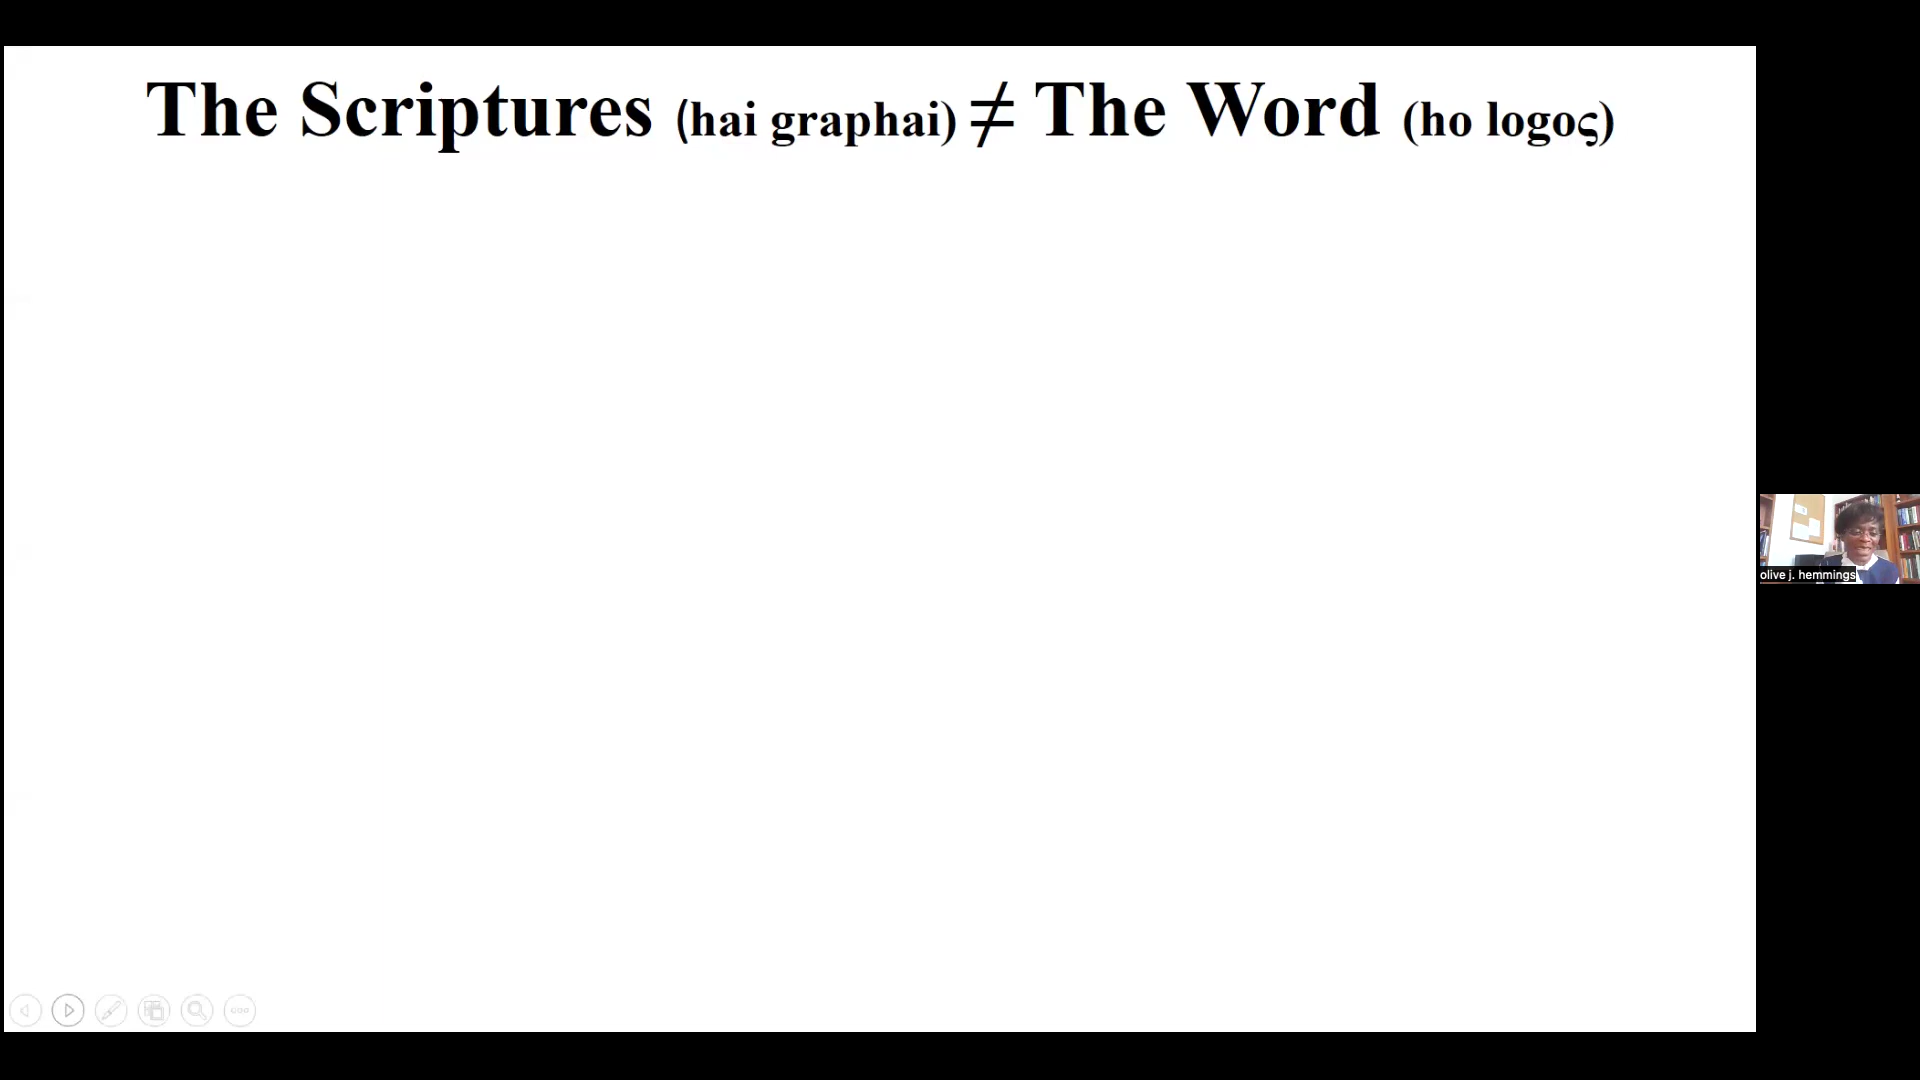 The Scriptures (hai graphai) ≠ The Word (ho logoς)
olive j. hemmings